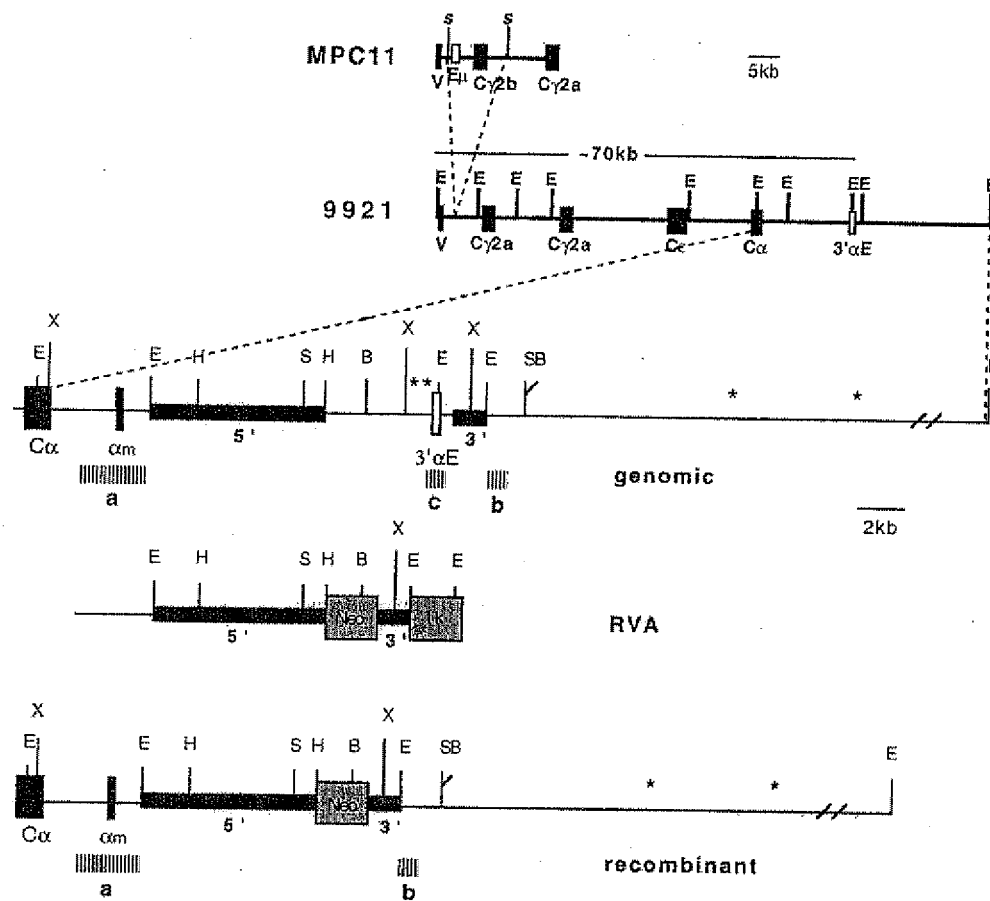 S S
MPC11
5kb
V Eμ Cγ2b Cγ2a
~70kb
E E E E E E E E E E
9921
V Cγ2a Cγ2a Cε Cα 3'αE
X X X
E E H S H B E E SB
** * *
5' 3'
Cα αm 3'αE
genomic
a c b
2kb
X
E H S H B E E
Neo TK
5' 3'
RVA
X X
E E H S H B E SB E
* *
Neo
5' 3'
Cα αm
recombinant
a b